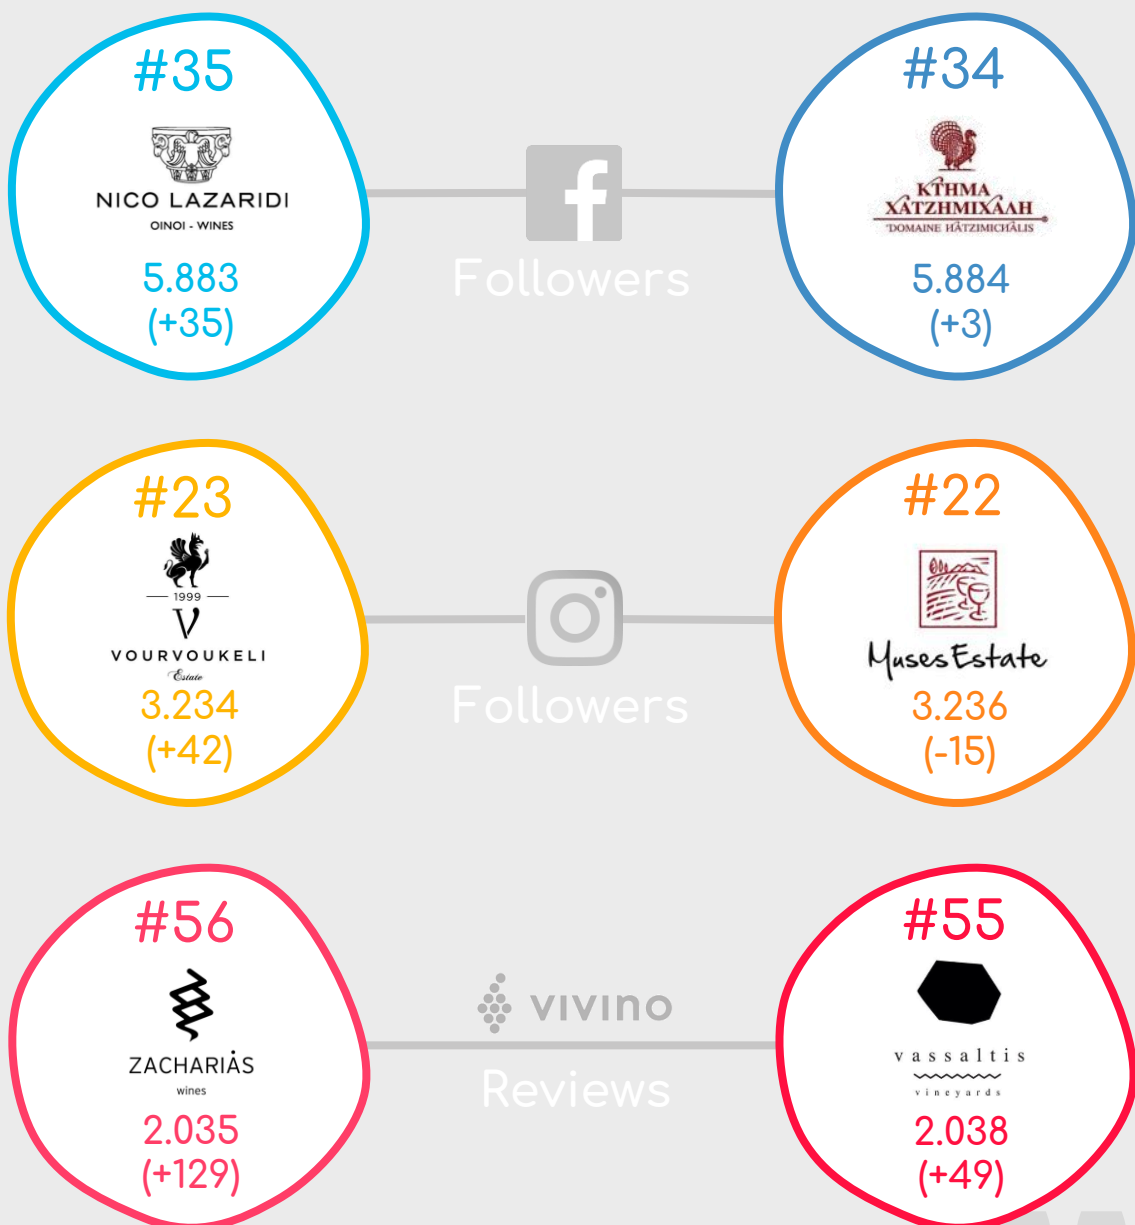 #35
NICO LAZARIDI
OINOI - WINES
5.883
(+35)
Followers
#34
ΚΤΗΜΑ
ΧΑΤΖΗΜΙΧΑΛΗ
DOMAINE HATZIMICHALIS
5.884
(+3)
#23
1999
V
VOURVOUKELI
Estate
3.234
(+42)
Followers
#22
Muses Estate
3.236
(-15)
#56
ZACHARIAS
wines
2.035
(+129)
VIVINO
Reviews
#55
vassaltis
vineyards
2.038
(+49)